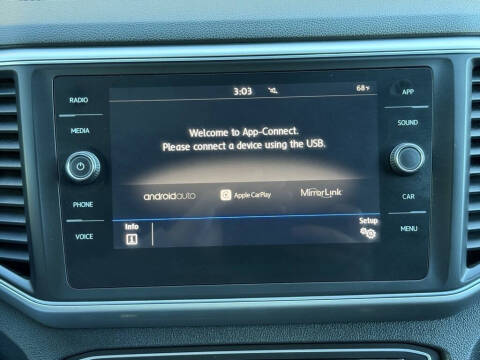 RADIO
MEDIA
PHONE
VOICE
3:03
68°F
Welcome to App-Connect.
Please connect a device using the USB.
androidauto
Apple CarPlay
MirrorLink
Info
Setup
APP
SOUND
CAR
MENU